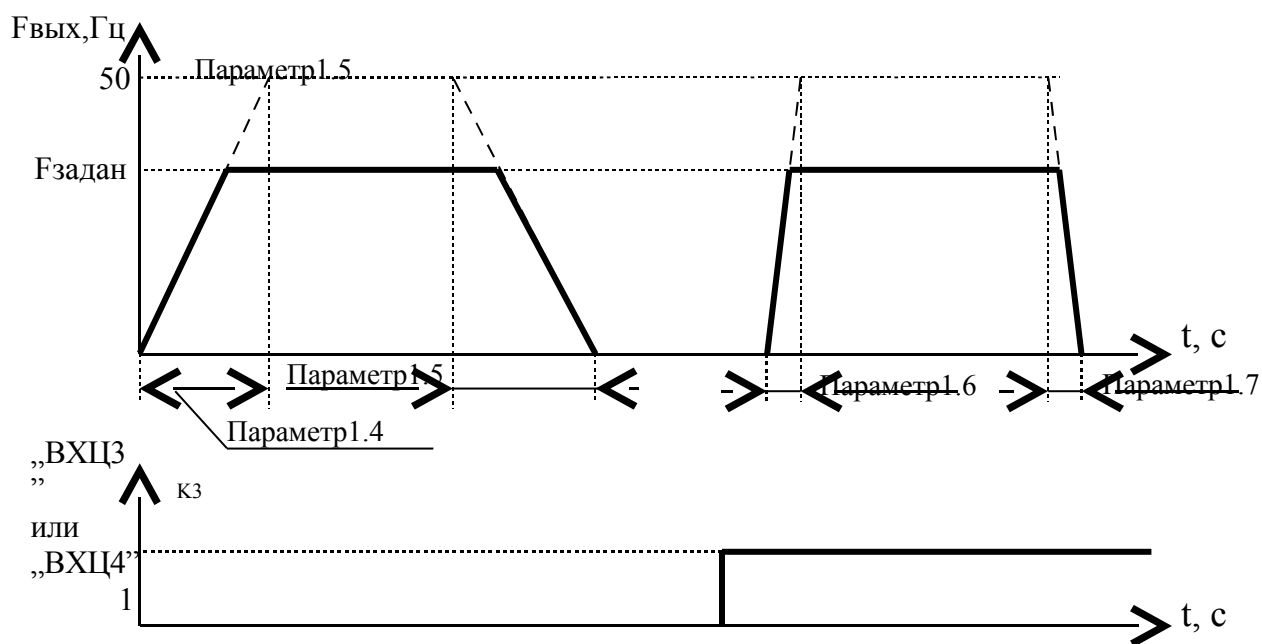 Fвых,Гц
50
Параметр1.5
Fзадан
t, с
Параметр1.5
Параметр1.6
Параметр1.7
Параметр1.4
„ВХЦ3
”
К3
или
„ВХЦ4”
1
t, с